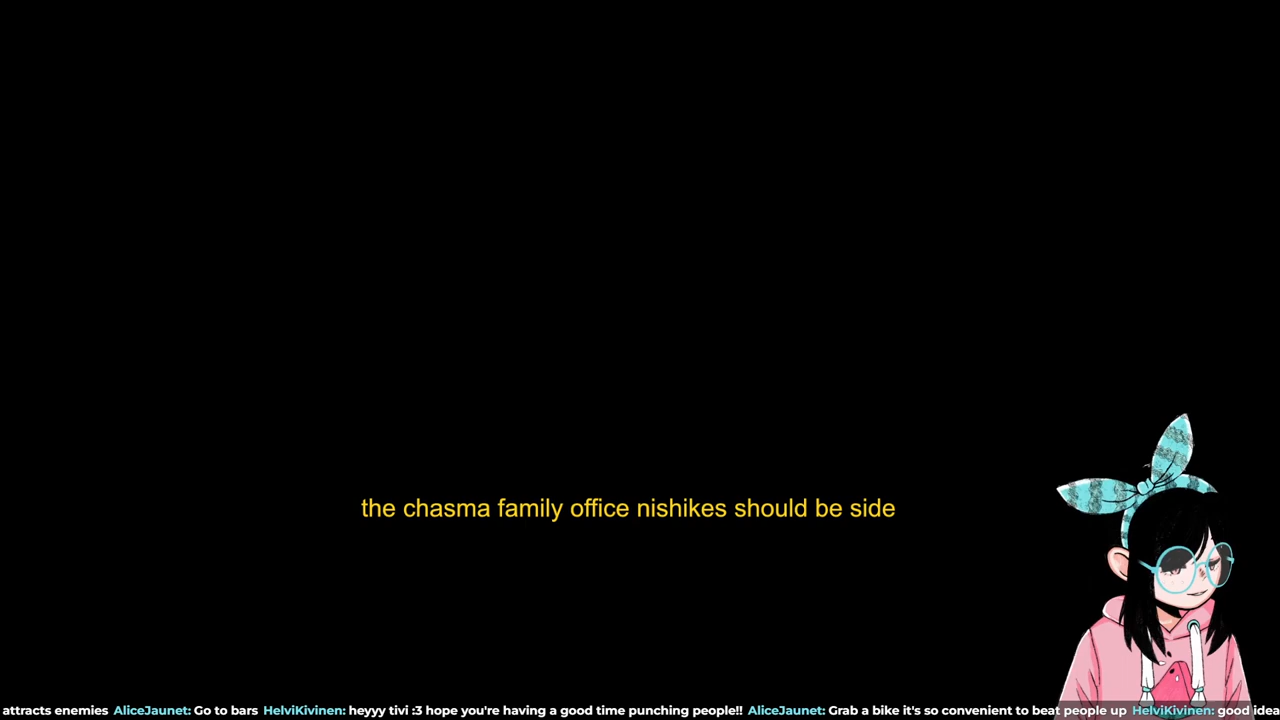 the chasma family office nishikes should be side
attracts enemies AliceJaunet: Go to bars HelviKivinen: heyyy tivi :3 hope you're having a good time punching people!! AliceJaunet: Grab a bike it's so convenient to beat people up HelviKivinen: good idea